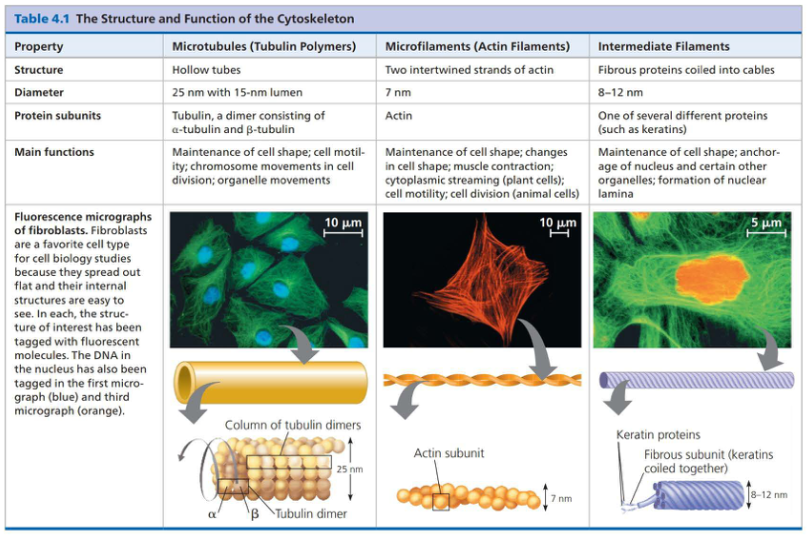 Table 4.1 The Structure and Function of the Cytoskeleton
Property
Microtubules (Tubulin Polymers)
Microfilaments (Actin Filaments)
Intermediate Filaments
Structure
Hollow tubes
Two intertwined strands of actin
Fibrous proteins coiled into cables
Diameter
25 nm with 15-nm lumen
7 nm
8–12 nm
Protein subunits
Tubulin, a dimer consisting of
α-tubulin and β-tubulin
Actin
One of several different proteins
(such as keratins)
Main functions
Maintenance of cell shape; cell motil-
ity; chromosome movements in cell
division; organelle movements
Maintenance of cell shape; changes
in cell shape; muscle contraction;
cytoplasmic streaming (plant cells);
cell motility; cell division (animal cells)
Maintenance of cell shape; anchor-
age of nucleus and certain other
organelles; formation of nuclear
lamina
Fluorescence micrographs
of fibroblasts. Fibroblasts
are a favorite cell type
for cell biology studies
because they spread out
flat and their internal
structures are easy to
see. In each, the struc-
ture of interest has been
tagged with fluorescent
molecules. The DNA in
the nucleus has also been
tagged in the first micro-
graph (blue) and third
micrograph (orange).
10 μm
10 μm
5 μm
Column of tubulin dimers
25 nm
α
β
Tubulin dimer
Actin subunit
7 nm
Keratin proteins
Fibrous subunit (keratins
coiled together)
8–12 nm